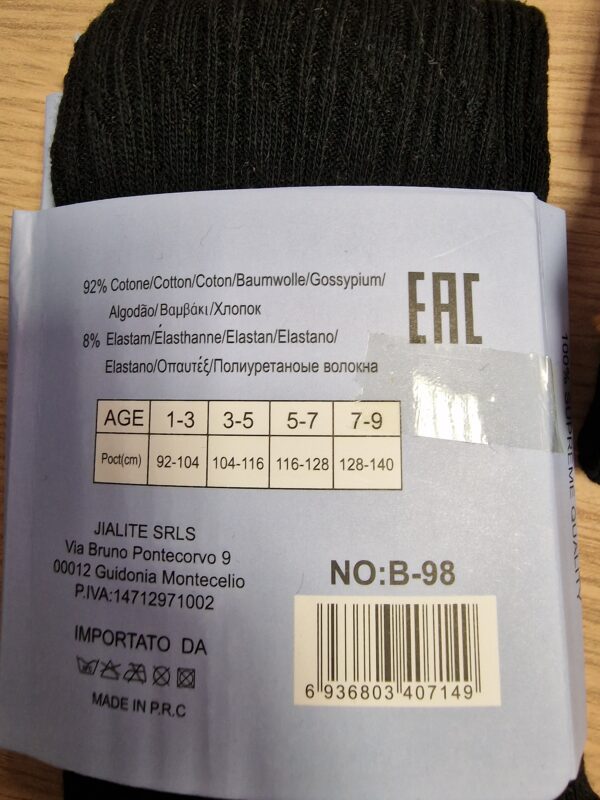 92% Cotone/Cotton/Coton/Baumwolle/Gossypium/
Algodão/Βαμβάκι/Хлопок
8% Elastam/Élasthanne/Elastan/Elastano/
Elastano/Οπαυτέξ/Полиуретаноые волокна
EAC
AGE 1-3 3-5 5-7 7-9
Рост(cm) 92-104 104-116 116-128 128-140
JIALITE SRLS
Via Bruno Pontecorvo 9
00012 Guidonia Montecelio
P.IVA:14712971002
IMPORTATO DA
MADE IN P.R.C
NO:B-98
6 936803 407149
100% SUPREME QUALITY